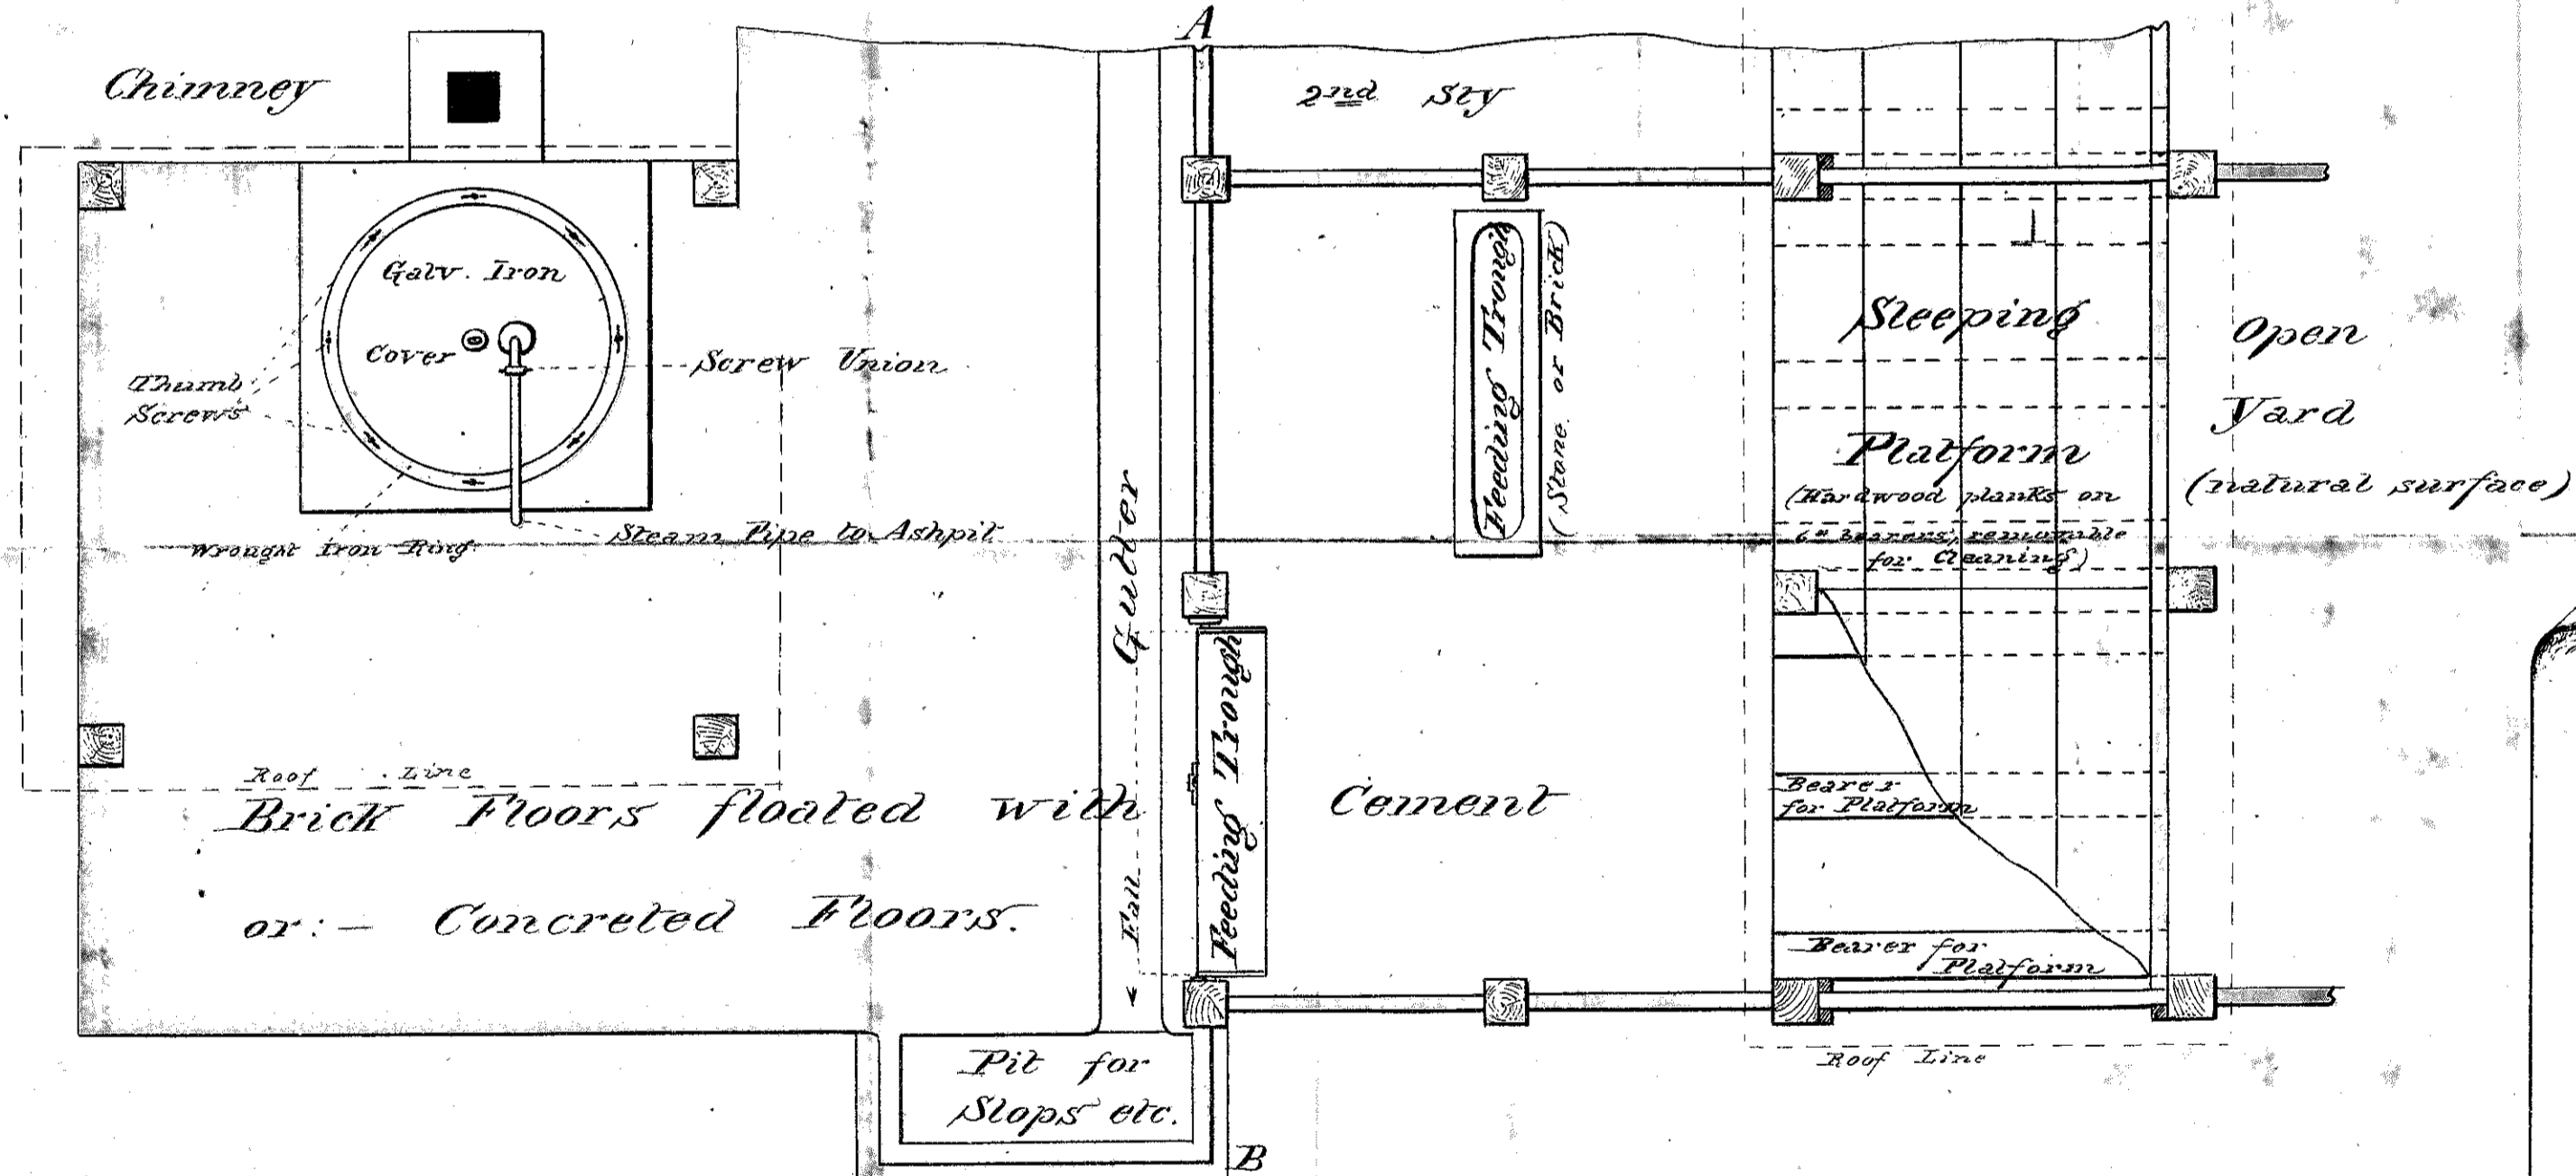 A
Chimney
2nd Sty
Galv. Iron
Cover
Screw Union
Thumb
Screws
Steam Pipe to Ashpit
Wrought Iron Ring
Gutter
Feeding Trough
(Stone or Brick)
Sleeping
Platform
(Hardwood planks on
6" bearers, removable
for Cleaning)
Open
Yard
(natural surface)
Roof Line
Brick Floors floated with Cement
or:— Concreted Floors.
Fall
Feeding Trough
Bearer
for Platform
Bearer for
Platform
Roof Line
Pit for
Slops etc.
B